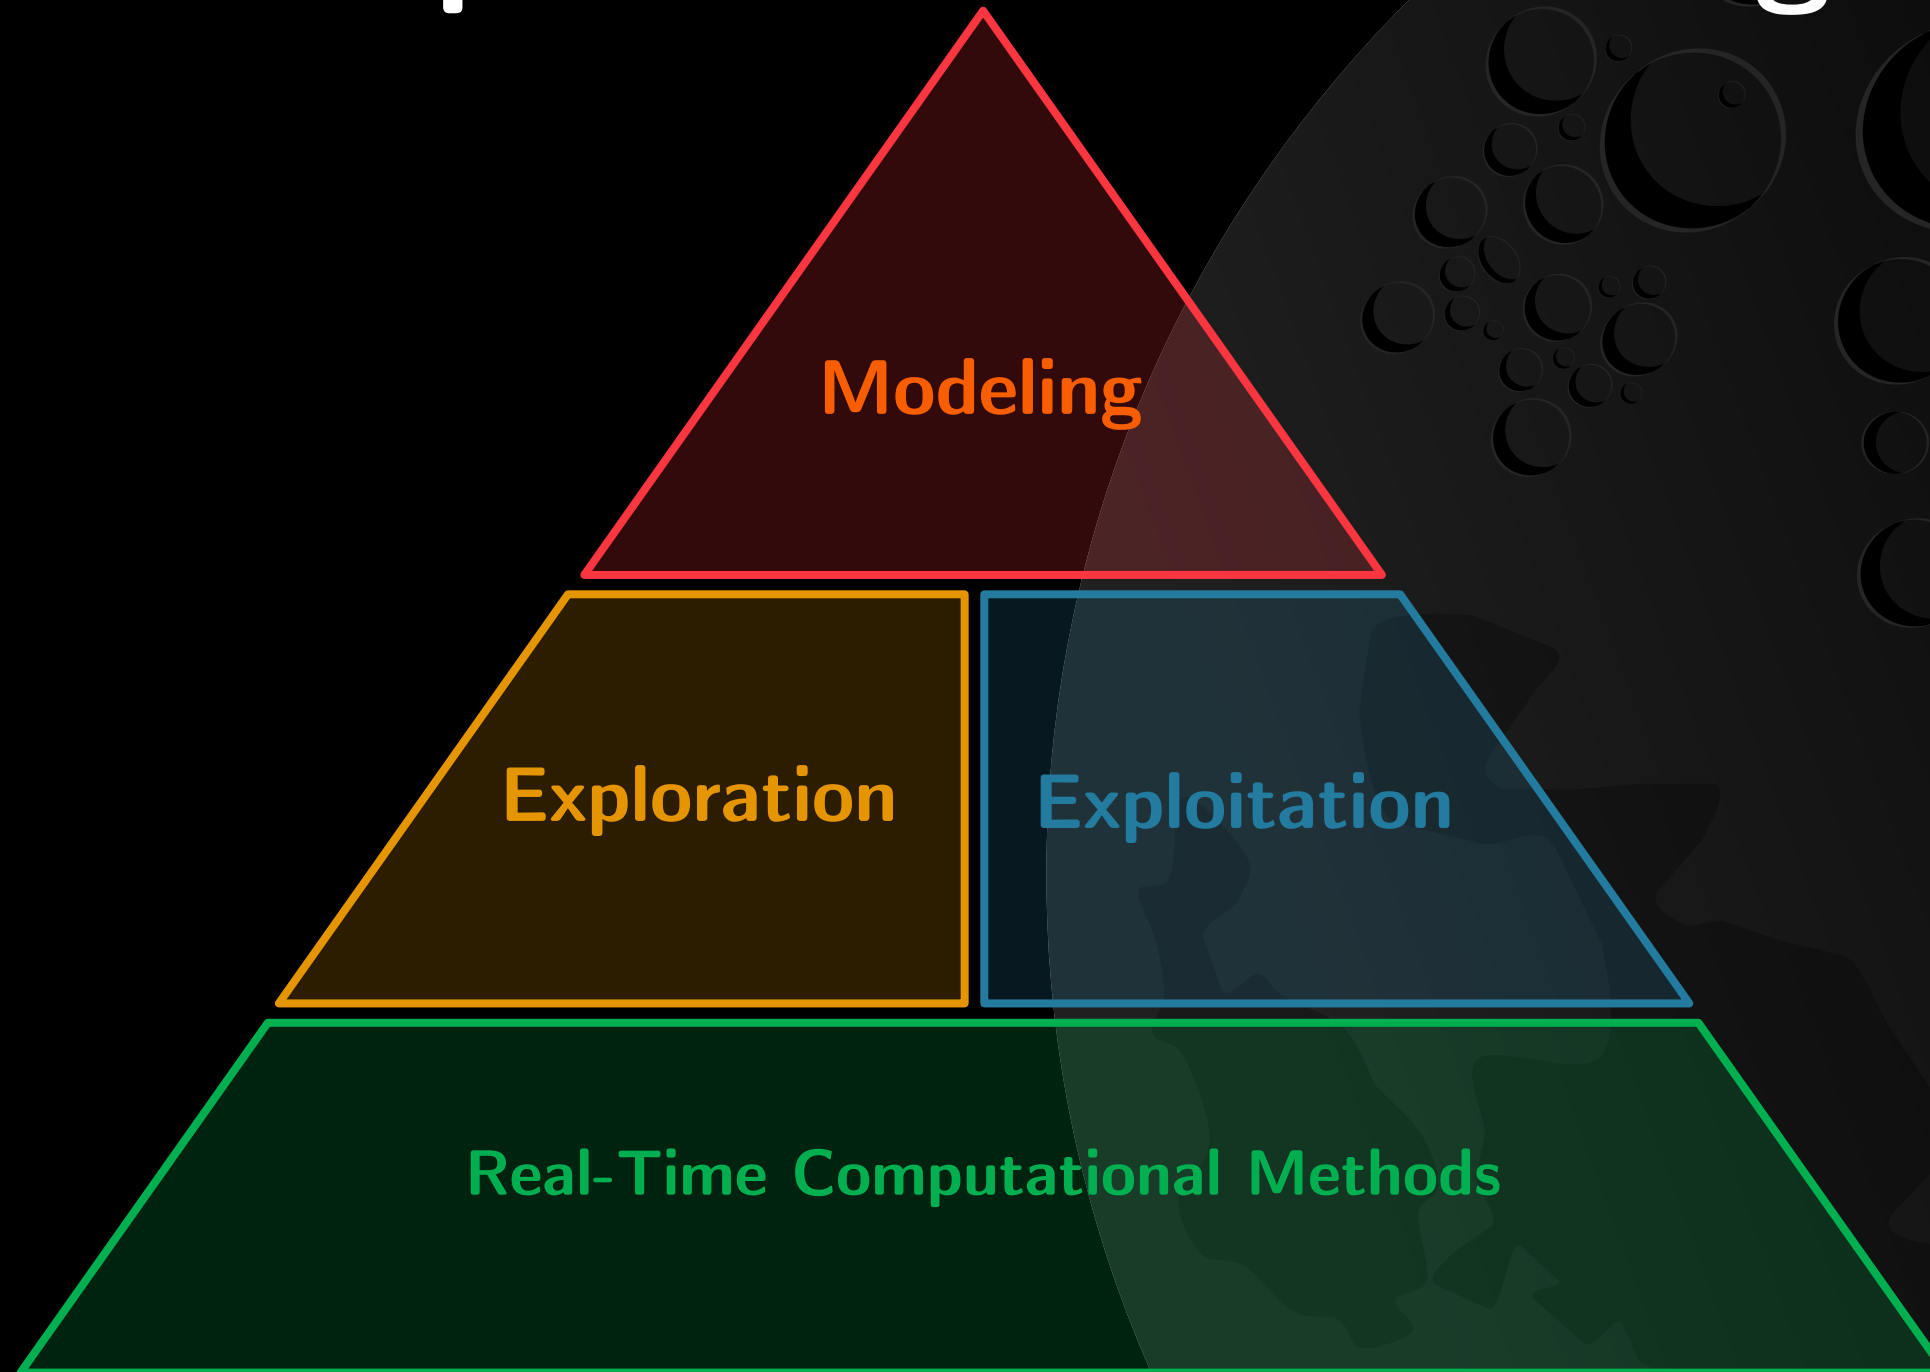 Modeling
Exploration
Exploitation
Real-Time Computational Methods